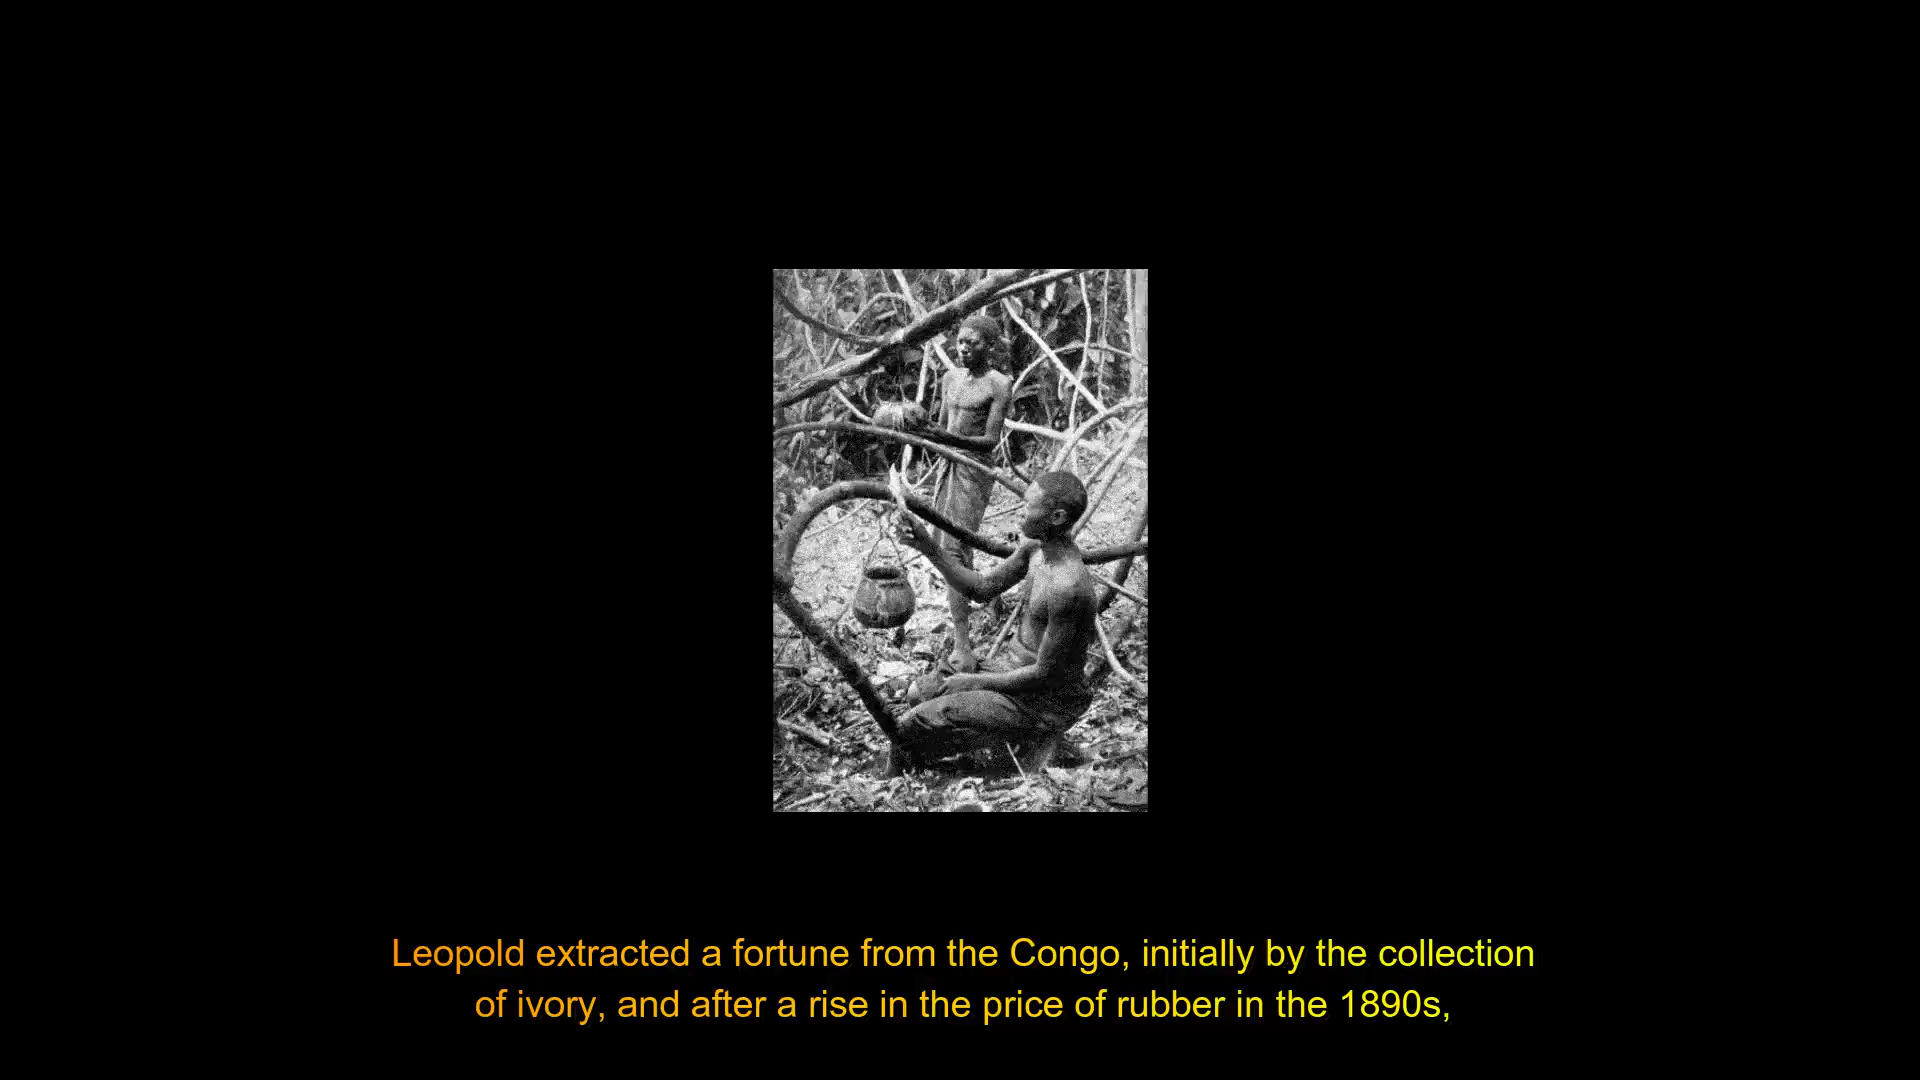 Leopold extracted a fortune from the Congo, initially by the collection
of ivory, and after a rise in the price of rubber in the 1890s,